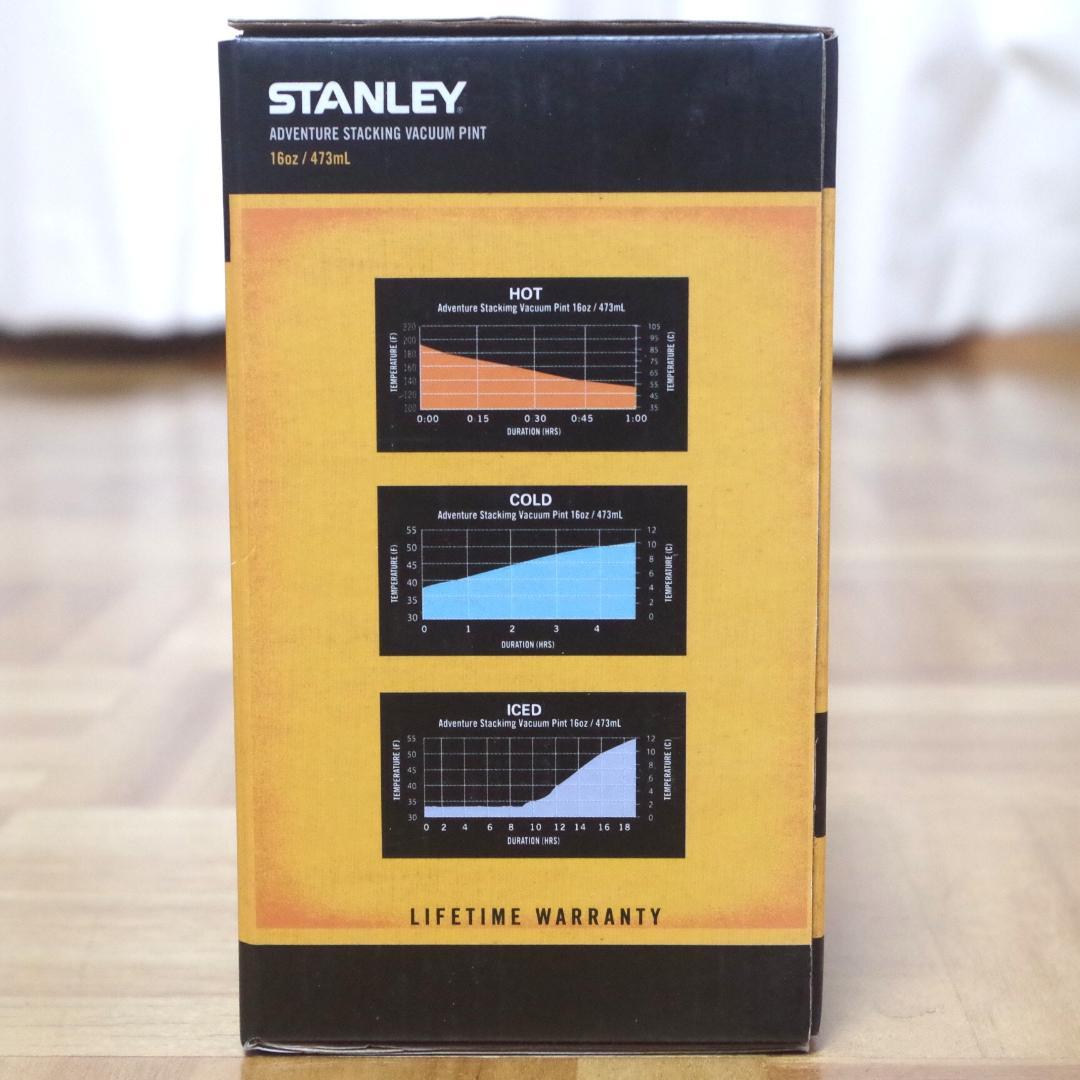 STANLEY®
ADVENTURE STACKING VACUUM PINT
16oz / 473mL
HOT
Adventure Stackimg Vacuum Pint 16oz / 473mL
TEMPERATURE (F)
220
200
180
160
140
120
100
105
95
85
75
65
55
45
35
TEMPERATURE (C)
0:00 0 15 0 30 0:45 1:00
DURATION (HRS)
COLD
Adventure Stackimg Vacuum Pint 16oz / 473mL
TEMPERATURE (F)
55
50
45
40
35
30
12
10
8
6
4
2
0
TEMPERATURE (C)
0 1 2 3 4
DURATION (HRS)
ICED
Adventure Stackimg Vacuum Pint 16oz / 473mL
TEMPERATURE (F)
55
50
45
40
35
30
12
10
8
6
4
2
0
TEMPERATURE (C)
0 2 4 6 8 10 12 14 16 18
DURATION (HRS)
LIFETIME WARRANTY